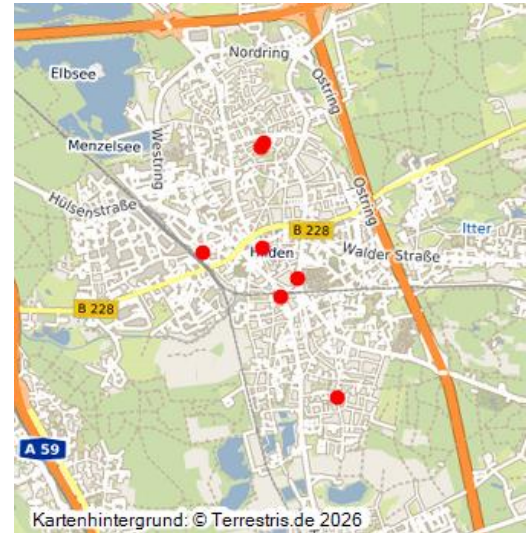 Nordring
Elbsee
Ostring
Westring
Menzelsee
Hülsenstraße
Ostring
B 228
Itter
Walder Straße
B 228
A 59
Kartenhintergrund: © Terrestris.de 2026